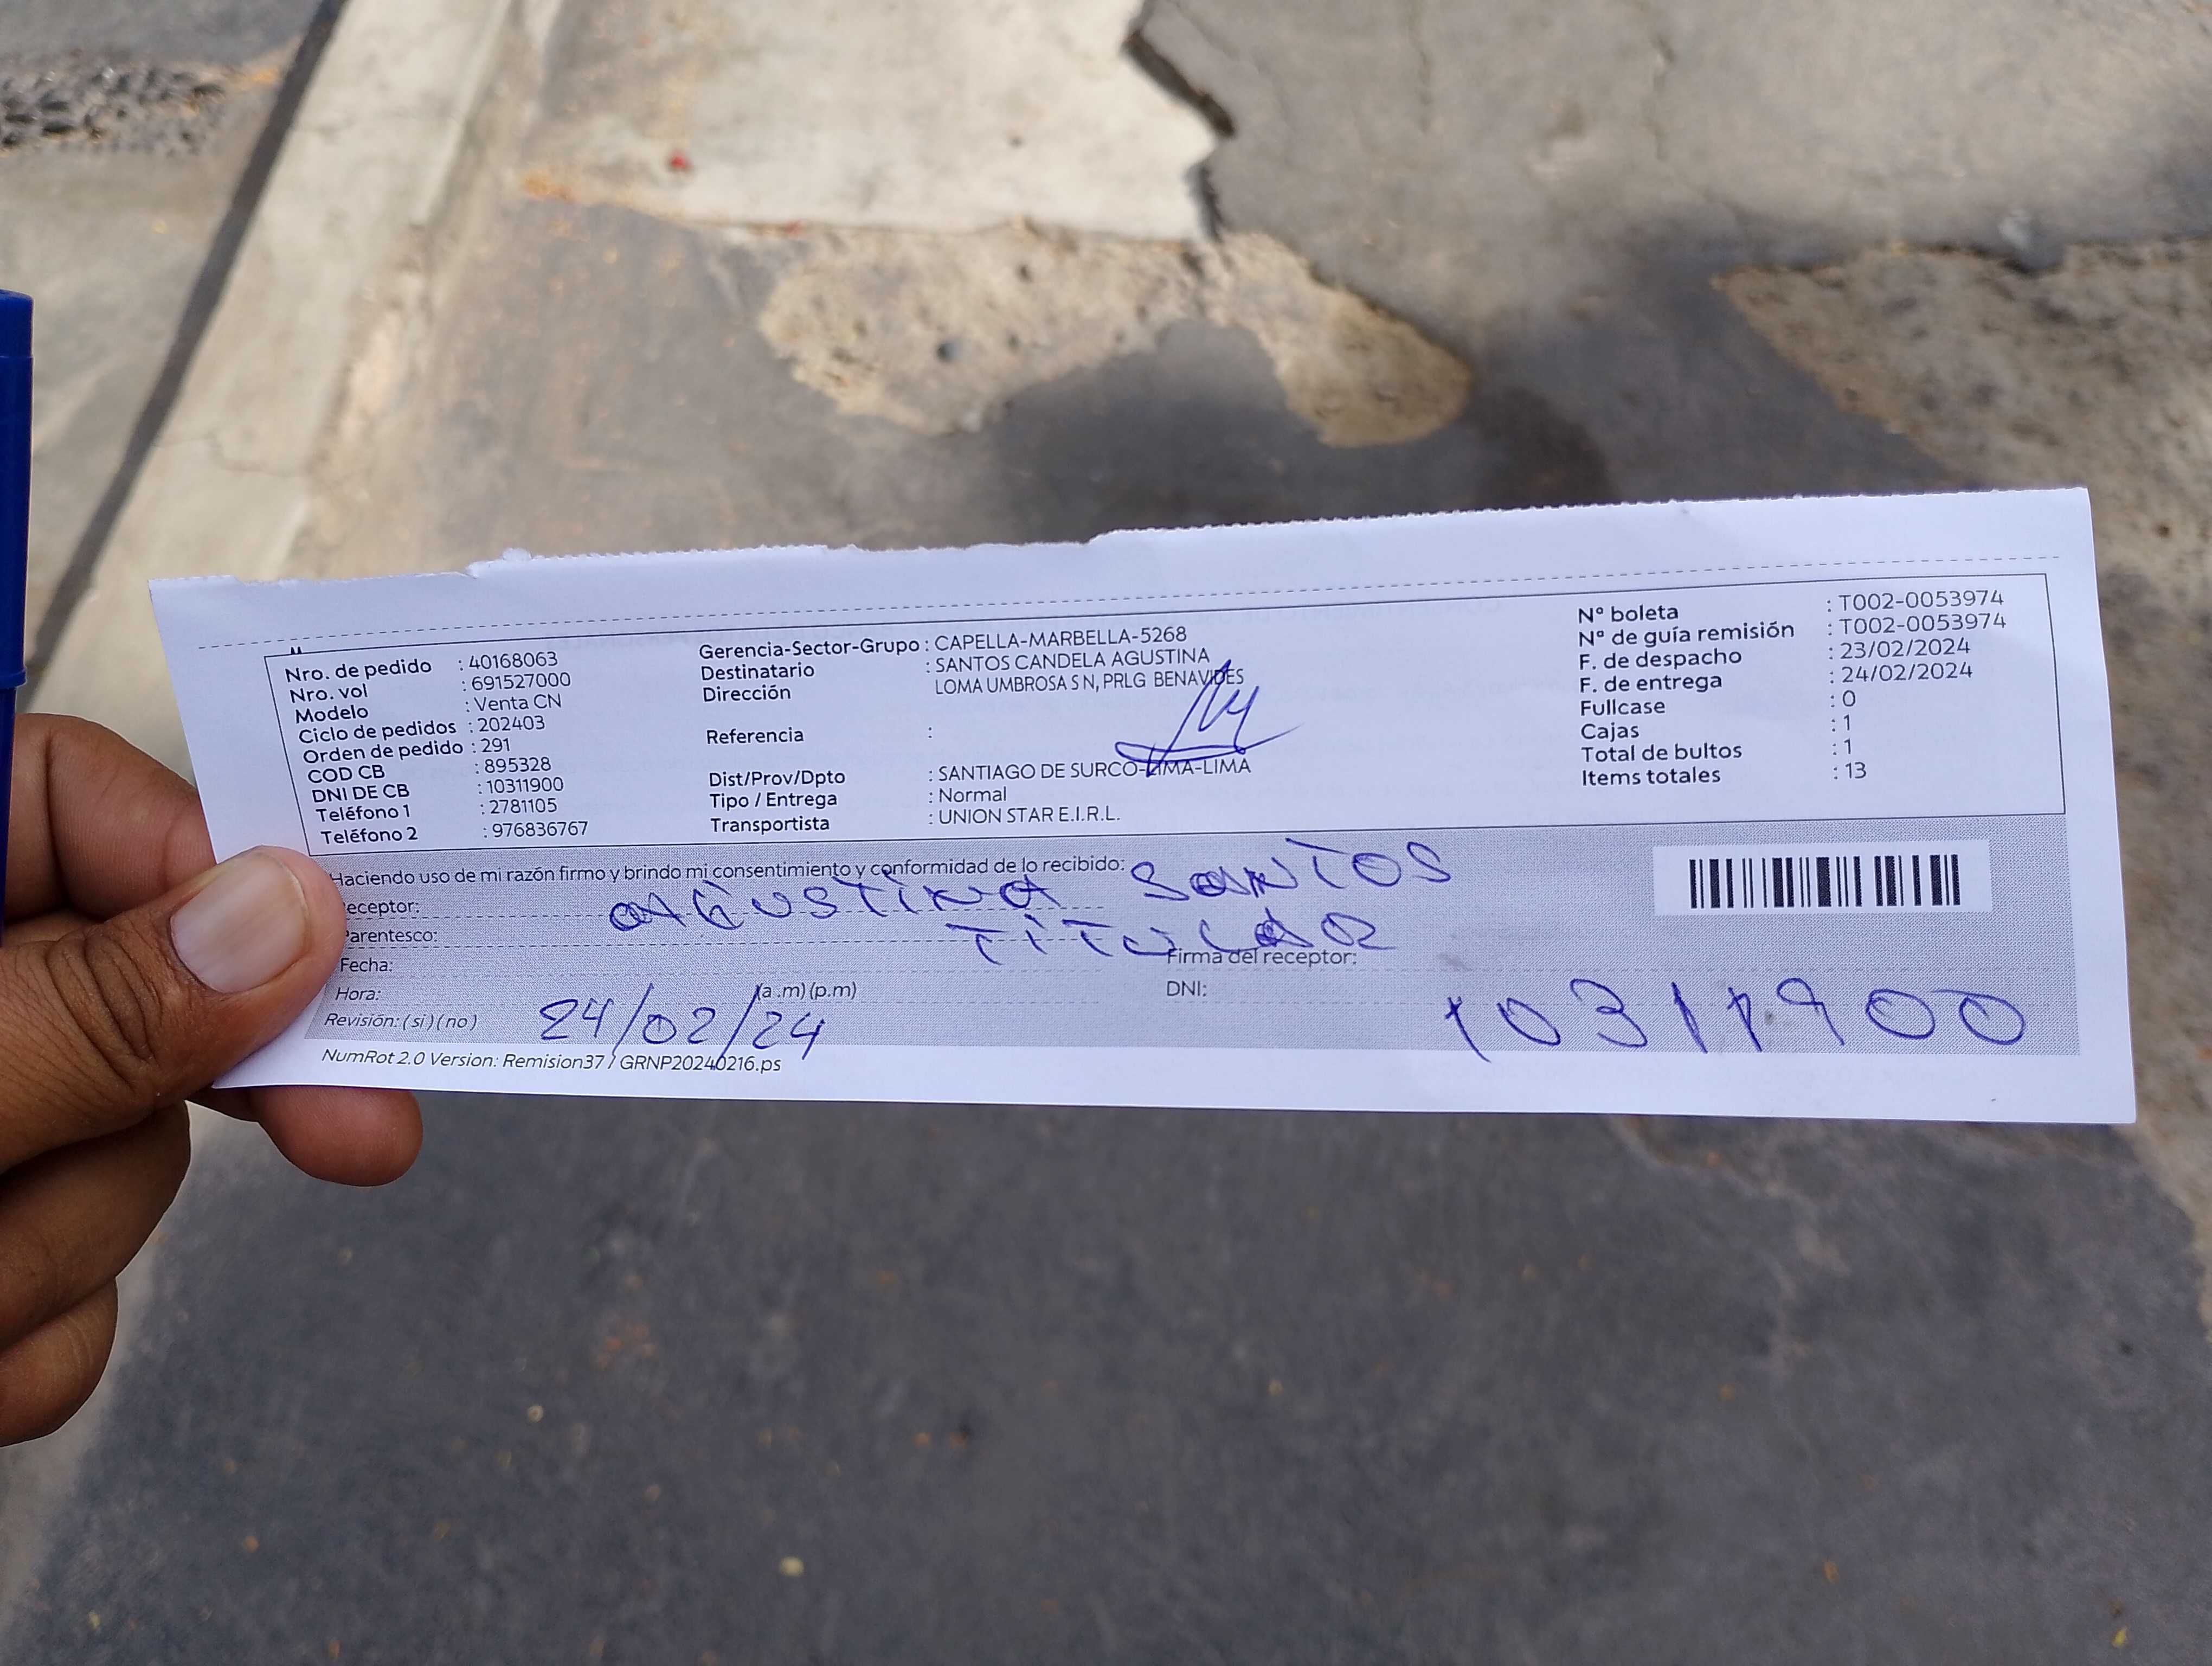 Nro. de pedido : 40168063
Nro. vol : 691527000
Modelo : Venta CN
Ciclo de pedidos : 202403
Orden de pedido : 291
COD CB : 895328
DNI DE CB : 10311900
Teléfono 1 : 2781105
Teléfono 2 : 976836767
Gerencia-Sector-Grupo : CAPELLA-MARBELLA-5268
Destinatario : SANTOS CANDELA AGUSTINA
Dirección LOMA UMBROSA S N, PRLG BENAVIDES
Referencia :
Dist/Prov/Dpto : SANTIAGO DE SURCO-LIMA-LIMA
Tipo / Entrega : Normal
Transportista : UNION STAR E.I.R.L.
N° boleta : T002-0053974
N° de guía remisión : T002-0053974
F. de despacho : 23/02/2024
F. de entrega : 24/02/2024
Fullcase : 0
Cajas : 1
Total de bultos : 1
Items totales : 13
Haciendo uso de mi razón firmo y brindo mi consentimiento y conformidad de lo recibido:
eceptor: AGUSTINA SANTOS
Parentesco: TITULAR
Fecha: Firma del receptor:
Hora: (a .m) (p.m) DNI: 10311900
Revisión: ( si ) ( no ) 24/02/24
NumRot 2.0 Version: Remision37 / GRNP20240216.ps